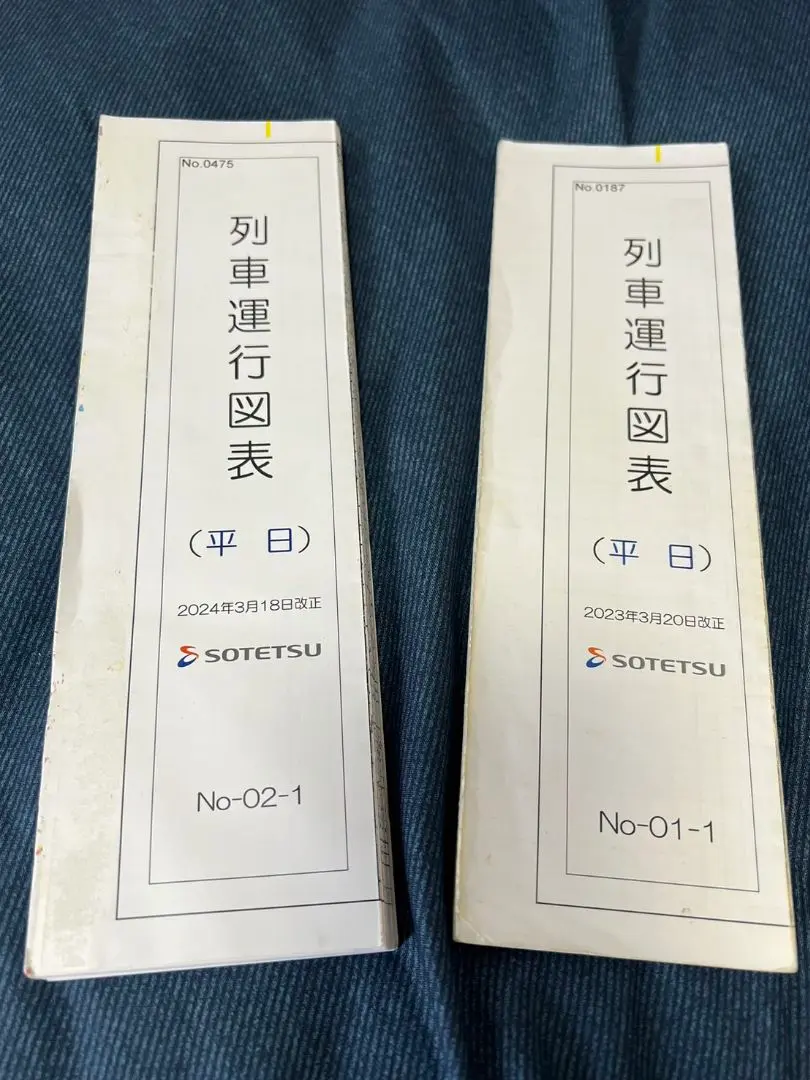 No.0475
列車運行図表
(平 日)
2024年3月18日改正
SOTETSU
No-02-1
No.0187
列車運行図表
(平 日)
2023年3月20日改正
SOTETSU
No-01-1